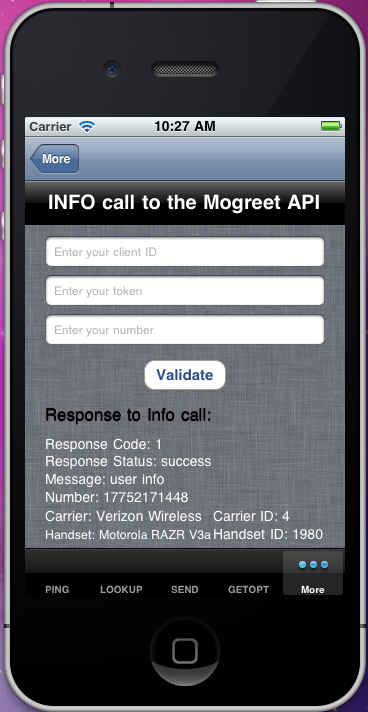 Carrier 10:27 AM
More
INFO call to the Mogreet API
Enter your client ID
Enter your token
Enter your number
Validate
Response to Info call:
Response Code: 1
Response Status: success
Message: user info
Number: 17752171448
Carrier: Verizon Wireless Carrier ID: 4
Handset: Motorola RAZR V3a Handset ID: 1980
PING LOOKUP SEND GETOPT More